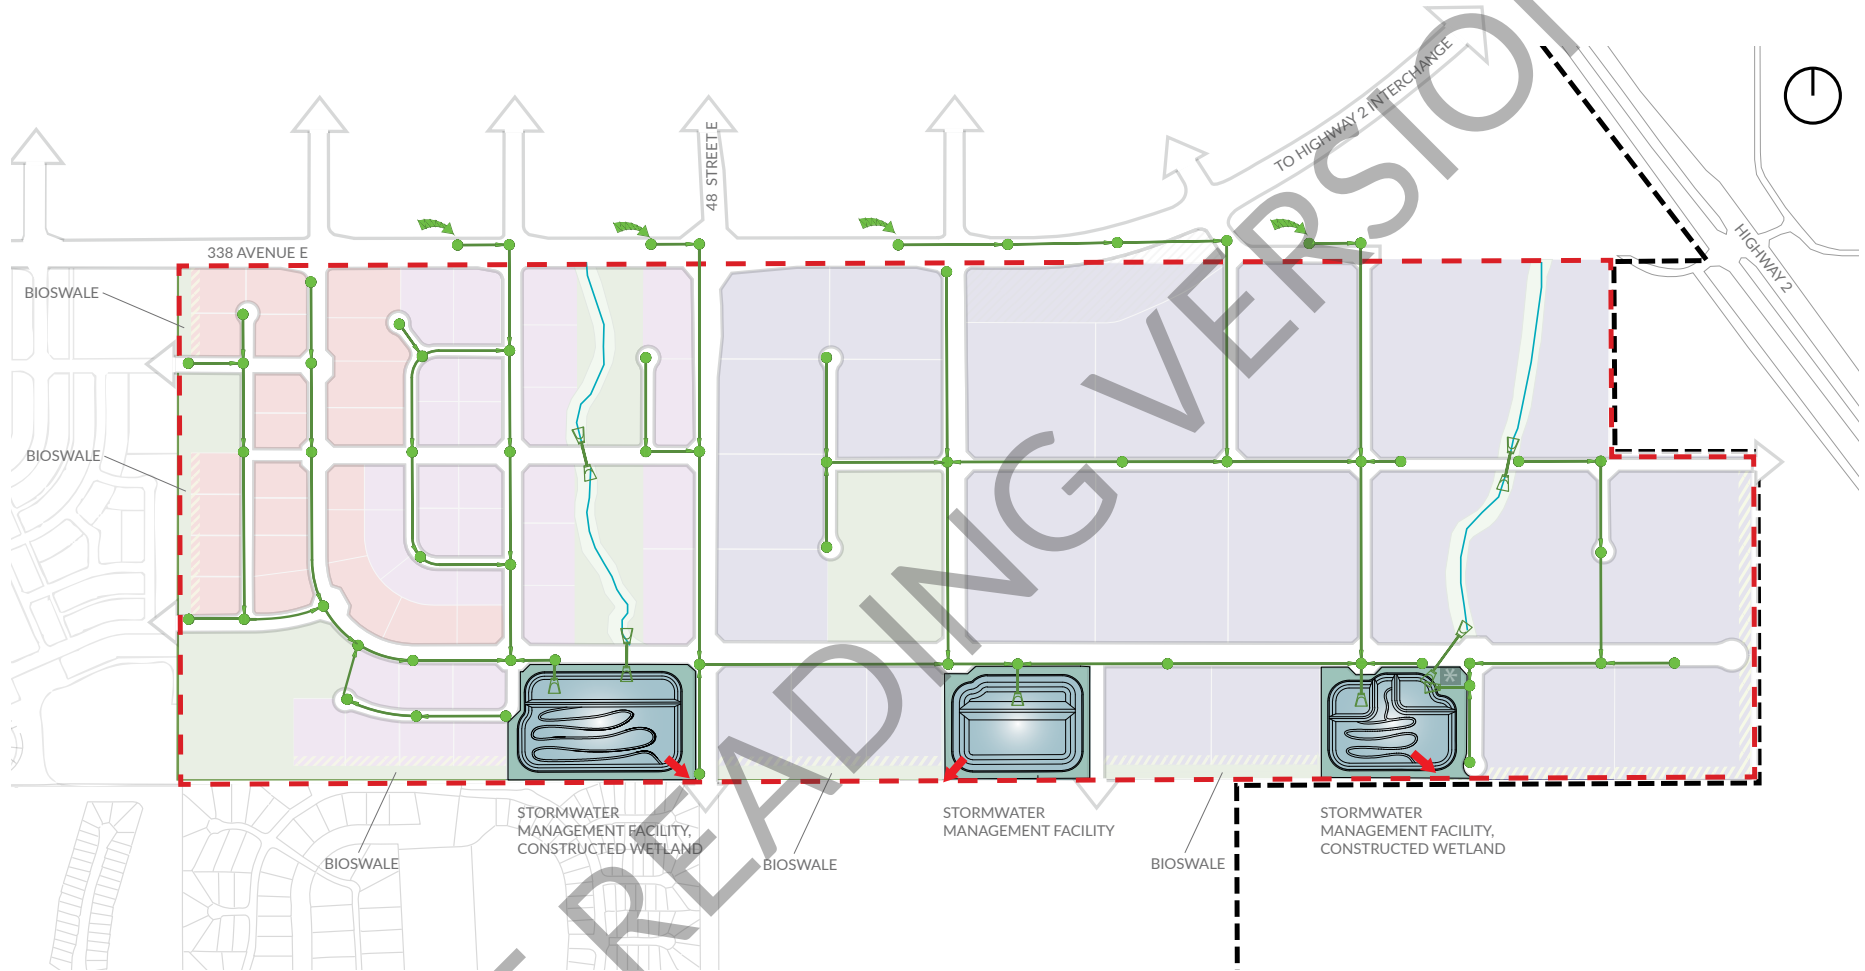 TO HIGHWAY 2 INTERCHANGE
48 STREET E
338 AVENUE E
HIGHWAY 2
BIOSWALE
BIOSWALE
STORMWATER
MANAGEMENT FACILITY,
CONSTRUCTED WETLAND
STORMWATER
MANAGEMENT FACILITY
STORMWATER
MANAGEMENT FACILITY,
CONSTRUCTED WETLAND
BIOSWALE
BIOSWALE
BIOSWALE
READING VERSIO